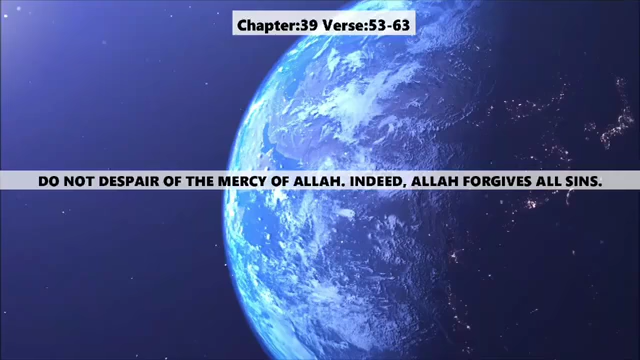 Chapter:39 Verse:53-63
DO NOT DESPAIR OF THE MERCY OF ALLAH. INDEED, ALLAH FORGIVES ALL SINS.